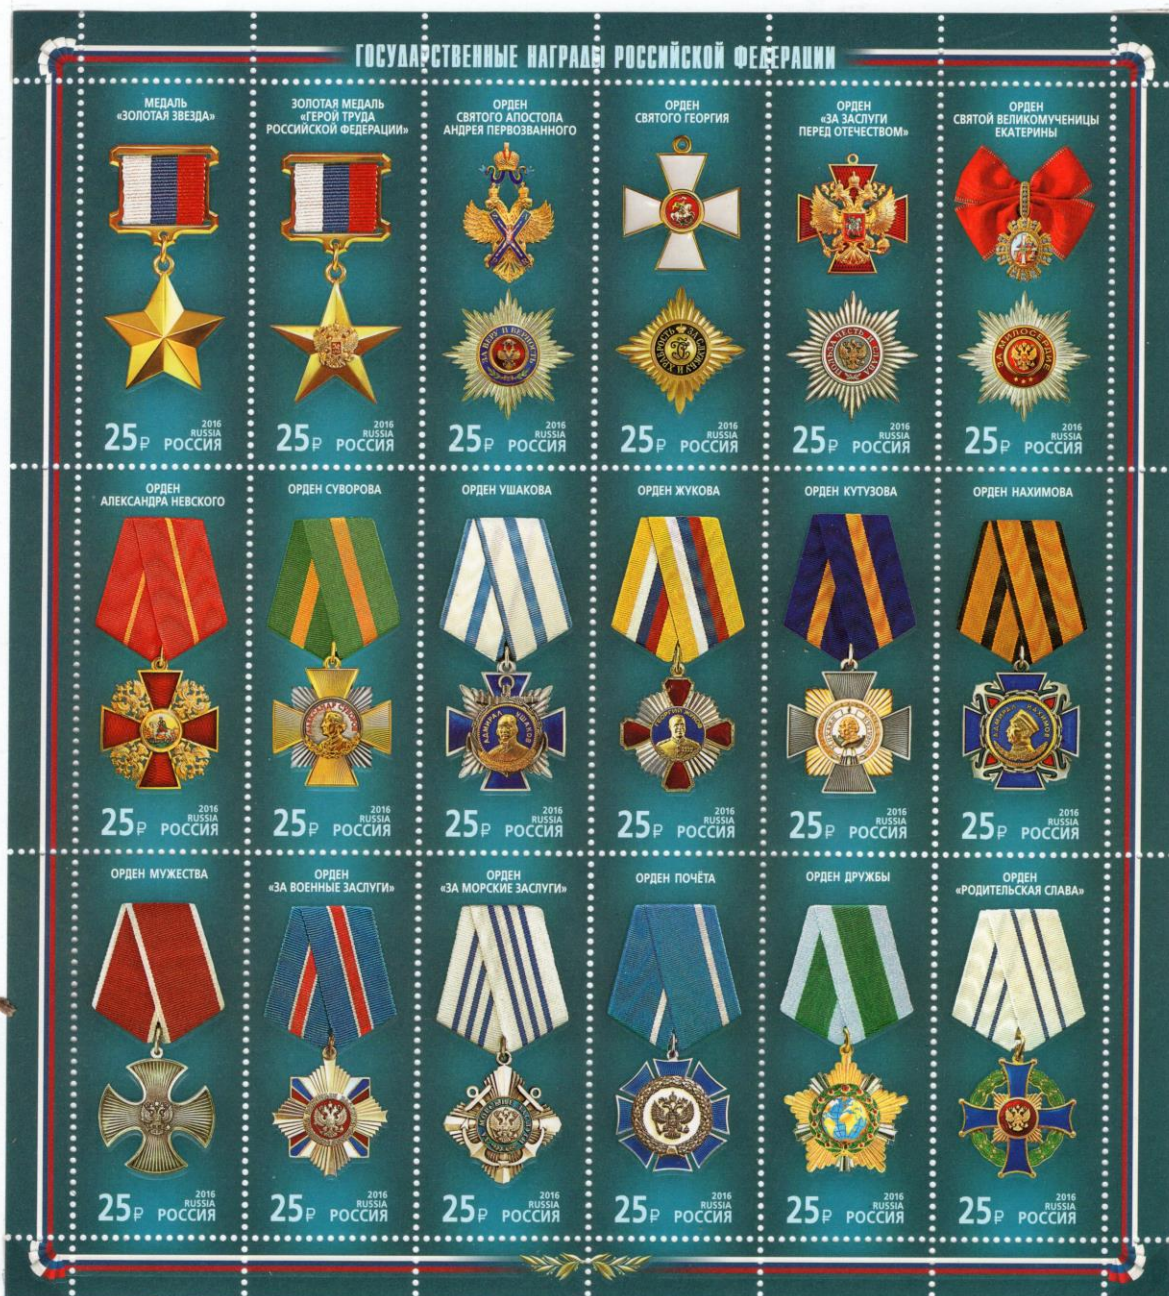 ГОСУДАРСТВЕННЫЕ НАГРАДЫ РОССИЙСКОЙ ФЕДЕРАЦИИ
МЕДАЛЬ
«ЗОЛОТАЯ ЗВЕЗДА»
25₽
2016
RUSSIA
РОССИЯ
ЗОЛОТАЯ МЕДАЛЬ
«ГЕРОЙ ТРУДА
РОССИЙСКОЙ ФЕДЕРАЦИИ»
25₽
2016
RUSSIA
РОССИЯ
ОРДЕН
СВЯТОГО АПОСТОЛА
АНДРЕЯ ПЕРВОЗВАННОГО
ЗА ВЕРУ И ВЕРНОСТЬ
25₽
2016
RUSSIA
РОССИЯ
ОРДЕН
СВЯТОГО ГЕОРГИЯ
ЗА СЛУЖБУ И ХРАБРОСТЬ
25₽
2016
RUSSIA
РОССИЯ
ОРДЕН
«ЗА ЗАСЛУГИ
ПЕРЕД ОТЕЧЕСТВОМ»
ПОЛЬЗА ЧЕСТЬ И СЛАВА
25₽
2016
RUSSIA
РОССИЯ
ОРДЕН
СВЯТОЙ ВЕЛИКОМУЧЕНИЦЫ
ЕКАТЕРИНЫ
ЗА МИЛОСЕРДИЕ
25₽
2016
RUSSIA
РОССИЯ
ОРДЕН
АЛЕКСАНДРА НЕВСКОГО
25₽
2016
RUSSIA
РОССИЯ
ОРДЕН СУВОРОВА
25₽
2016
RUSSIA
РОССИЯ
ОРДЕН УШАКОВА
АДМИРАЛ УШАКОВ
25₽
2016
RUSSIA
РОССИЯ
ОРДЕН ЖУКОВА
25₽
2016
RUSSIA
РОССИЯ
ОРДЕН КУТУЗОВА
25₽
2016
RUSSIA
РОССИЯ
ОРДЕН НАХИМОВА
АДМИРАЛ НАХИМОВ
25₽
2016
RUSSIA
РОССИЯ
ОРДЕН МУЖЕСТВА
25₽
2016
RUSSIA
РОССИЯ
ОРДЕН
«ЗА ВОЕННЫЕ ЗАСЛУГИ»
25₽
2016
RUSSIA
РОССИЯ
ОРДЕН
«ЗА МОРСКИЕ ЗАСЛУГИ»
25₽
2016
RUSSIA
РОССИЯ
ОРДЕН ПОЧЁТА
25₽
2016
RUSSIA
РОССИЯ
ОРДЕН ДРУЖБЫ
25₽
2016
RUSSIA
РОССИЯ
ОРДЕН
«РОДИТЕЛЬСКАЯ СЛАВА»
25₽
2016
RUSSIA
РОССИЯ